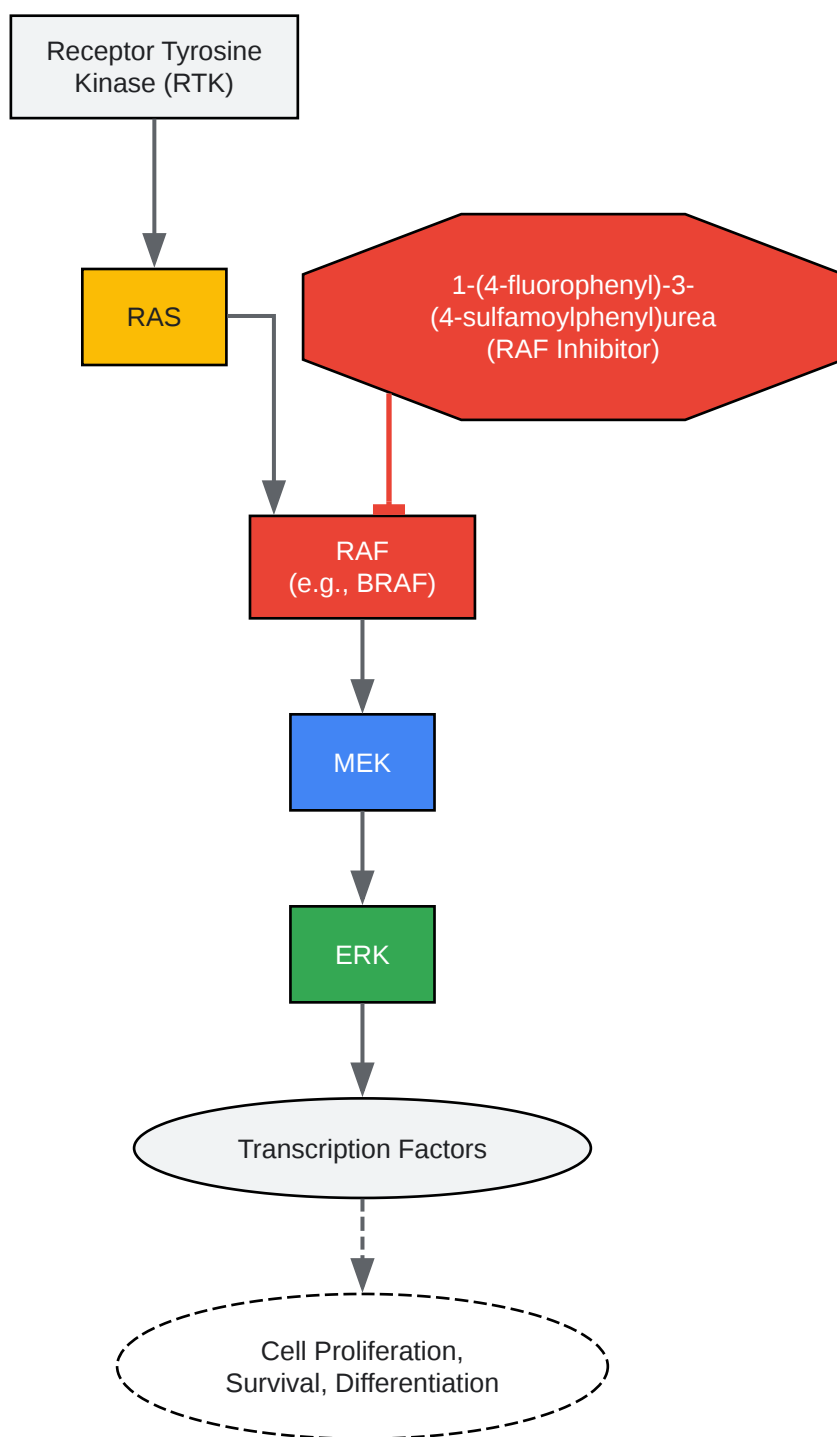 Receptor Tyrosine
Kinase (RTK)
RAS
1-(4-fluorophenyl)-3-
(4-sulfamoylphenyl)urea
(RAF Inhibitor)
RAF
(e.g., BRAF)
MEK
ERK
Transcription Factors
Cell Proliferation,
Survival, Differentiation